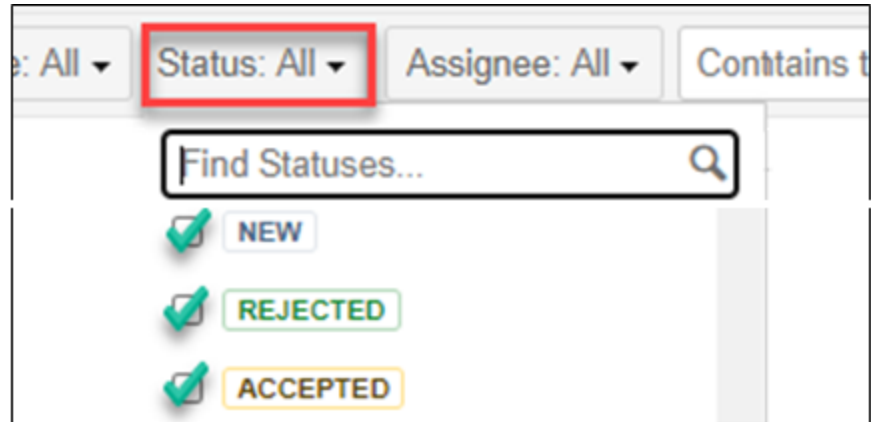 e: All Status: All Assignee: All Contains t
Find Statuses...
NEW
REJECTED
ACCEPTED